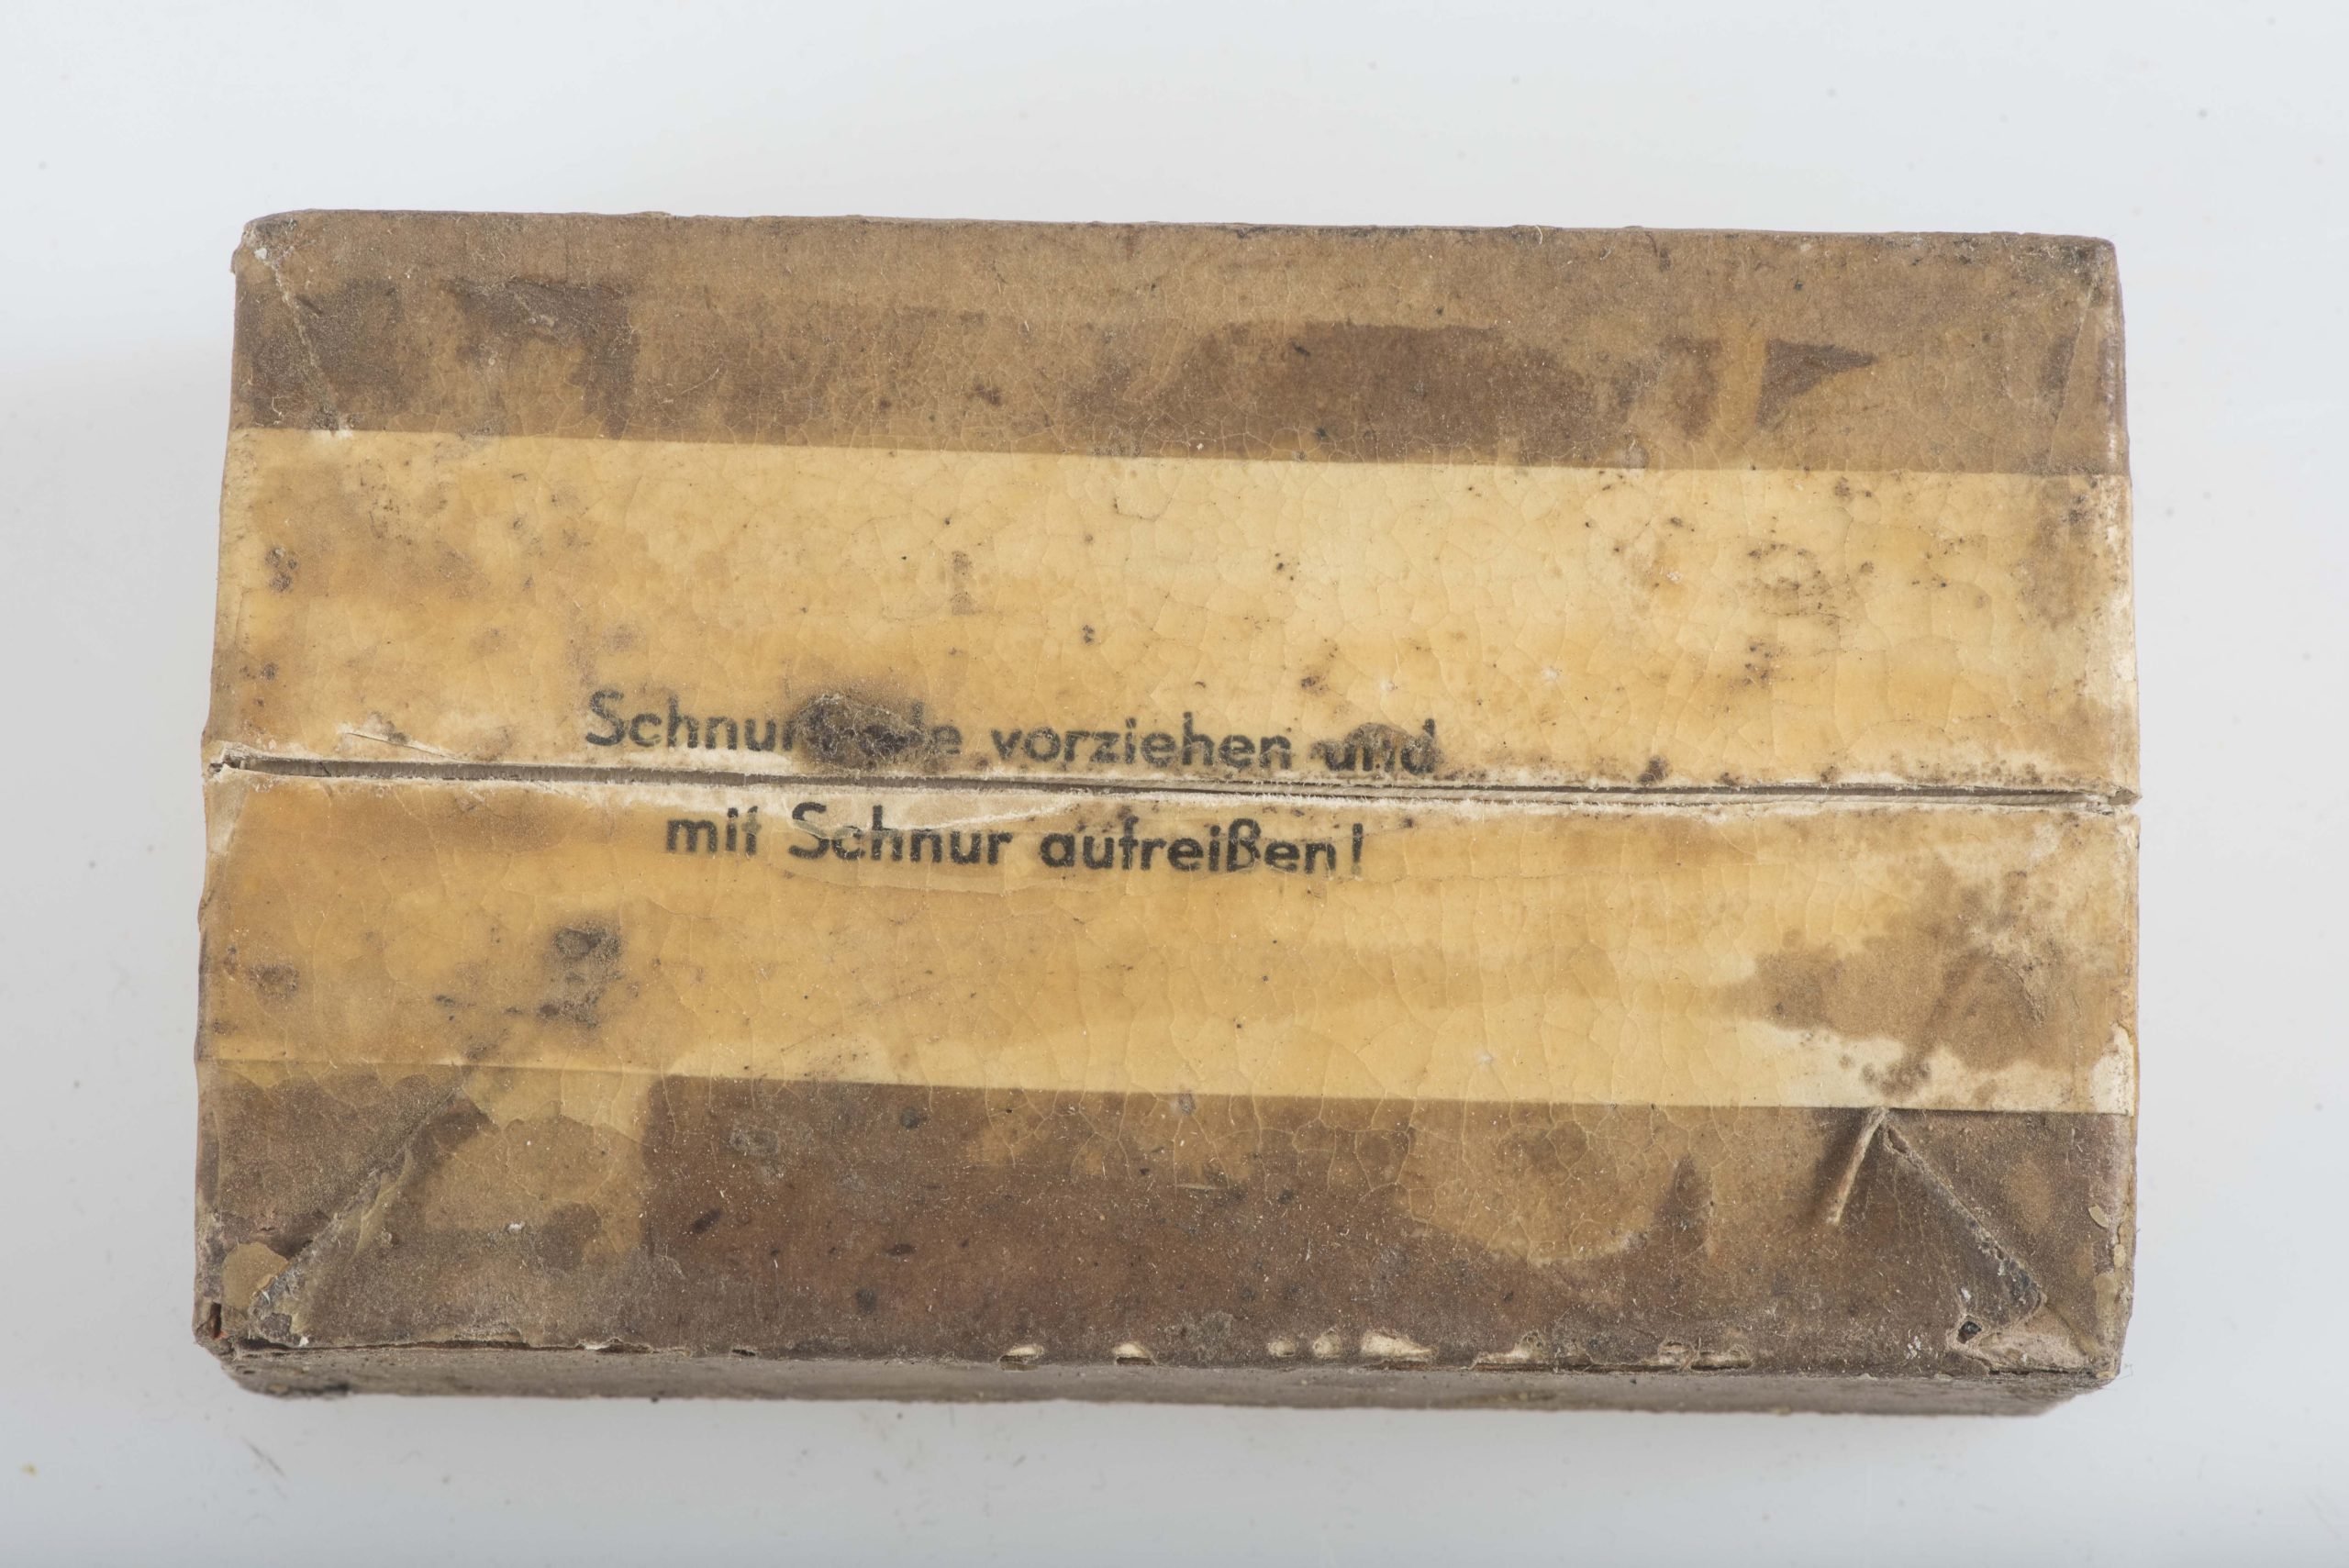 vorziehen und
mit Schnur aufreißen!